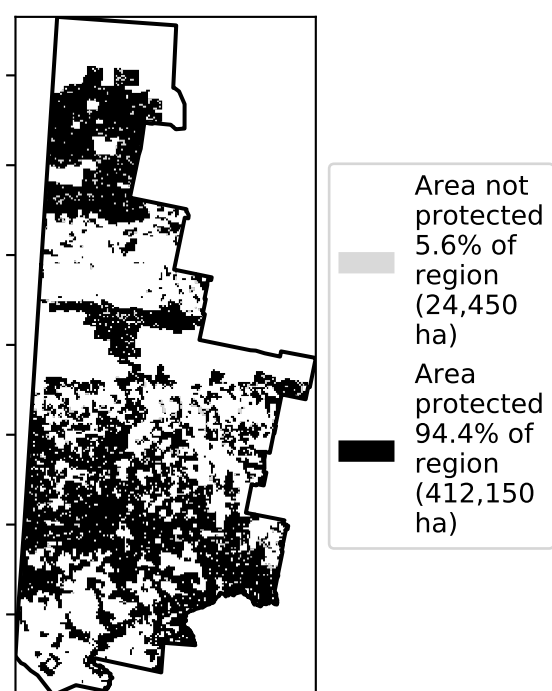 Area not
protected
5.6% of
region
(24,450
ha)
Area
protected
94.4% of
region
(412,150
ha)